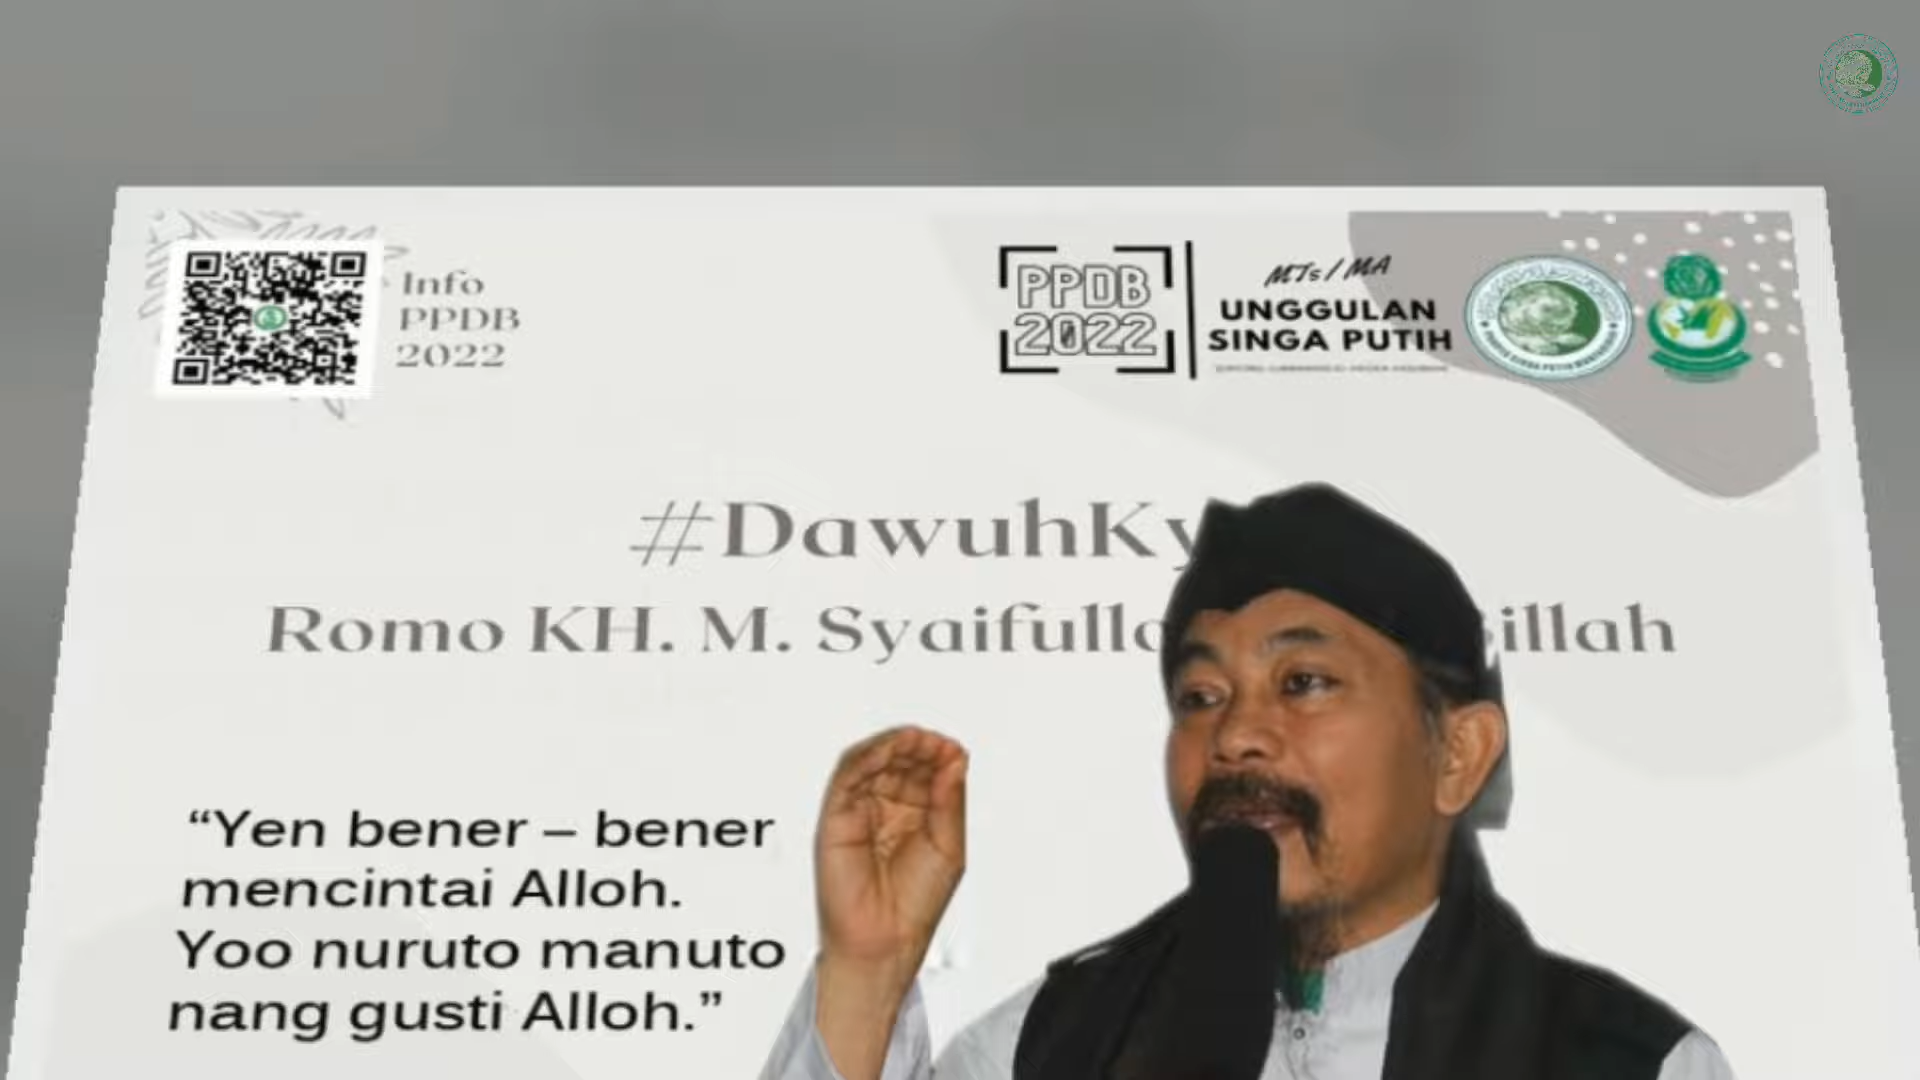 Info
PPDB
2022
PPDB
2022
MTs / MA
UNGGULAN
SINGA PUTIH
#DawuhKy
Romo KH. M. Syaifulla illah
“Yen bener – bener
mencintai Alloh.
Yoo nuruto manuto
nang gusti Alloh.”